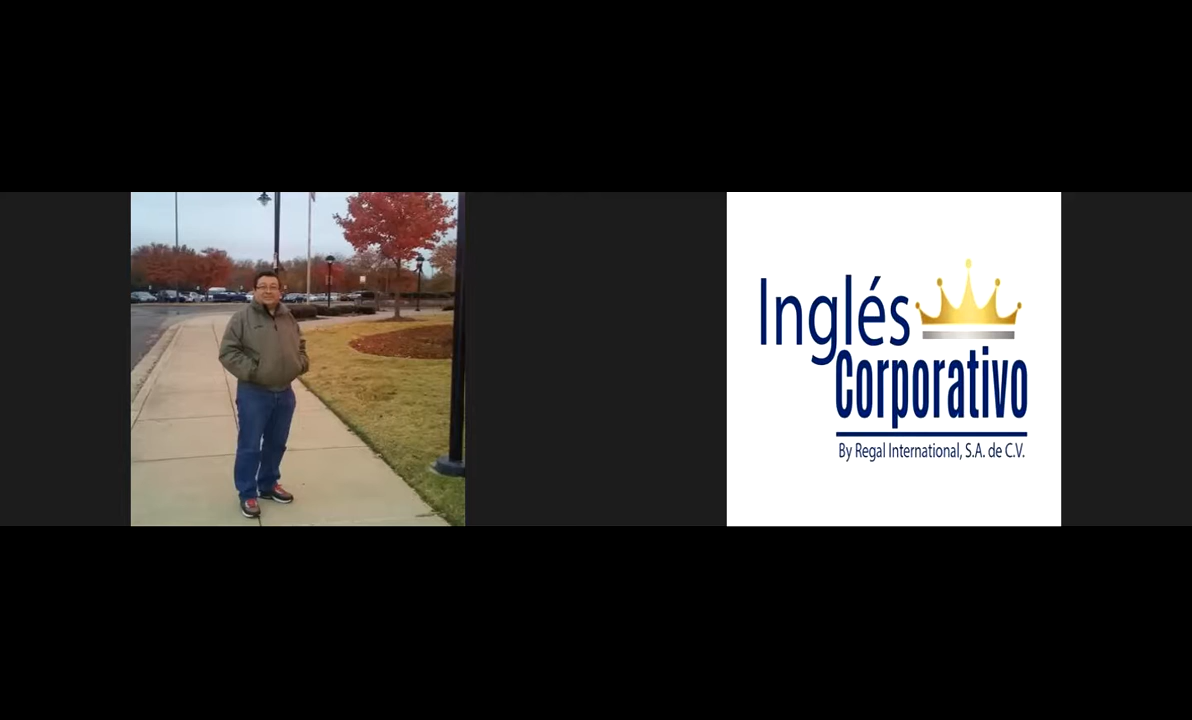 Inglés
Corporativo
By Regal International, S.A. de C.V.